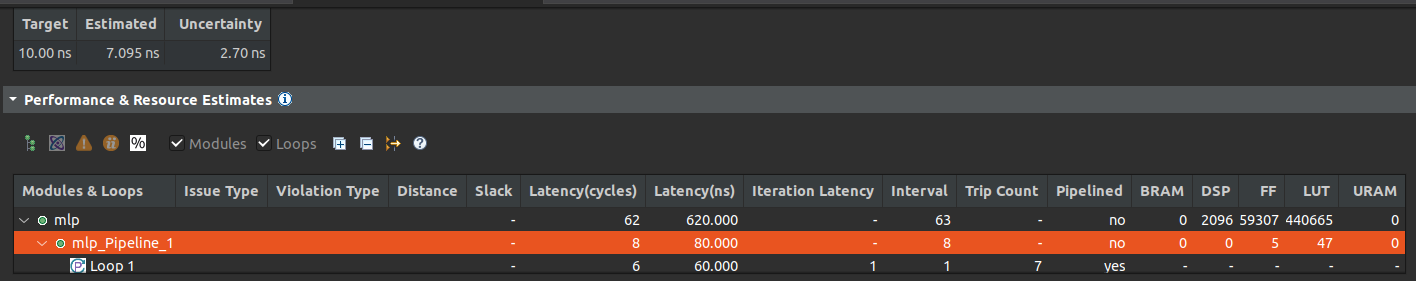 Target Estimated Uncertainty
10.00 ns 7.095 ns 2.70 ns
Performance & Resource Estimates
% Modules Loops
Modules & Loops Issue Type Violation Type Distance Slack Latency(cycles) Latency(ns) Iteration Latency Interval Trip Count Pipelined BRAM DSP FF LUT URAM
mlp - 62 620.000 - 63 - no 0 2096 59307 440665 0
mlp_Pipeline_1 - 8 80.000 - 8 - no 0 0 5 47 0
Loop 1 - 6 60.000 1 1 7 yes - - - - -